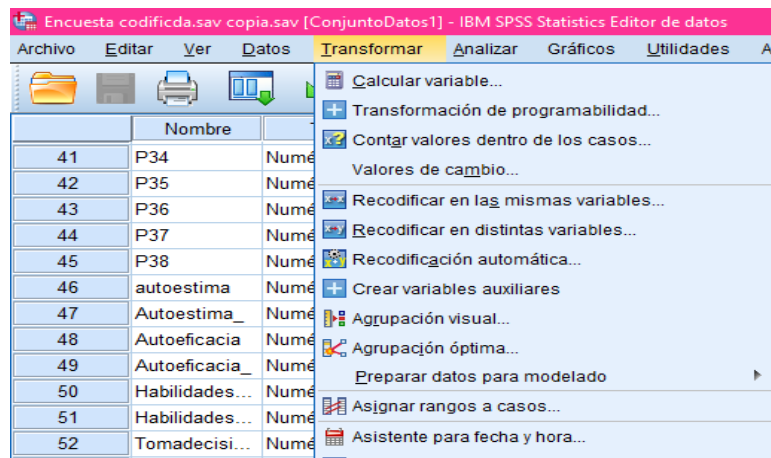 Encuesta codificda.sav copia.sav [ConjuntoDatos1] - IBM SPSS Statistics Editor de datos
Archivo Editar Ver Datos Transformar Analizar Gráficos Utilidades A
Calcular variable...
Transformación de programabilidad...
Contar valores dentro de los casos...
Valores de cambio...
Recodificar en las mismas variables...
Recodificar en distintas variables...
Recodificación automática...
Crear variables auxiliares
Agrupación visual...
Agrupación óptima...
Preparar datos para modelado
Asignar rangos a casos...
Asistente para fecha y hora...
Nombre
41 P34 Numé
42 P35 Numé
43 P36 Numé
44 P37 Numé
45 P38 Numé
46 autoestima Numé
47 Autoestima_ Numé
48 Autoeficacia Numé
49 Autoeficacia_ Numé
50 Habilidades... Numé
51 Habilidades... Numé
52 Tomadecisi... Numé